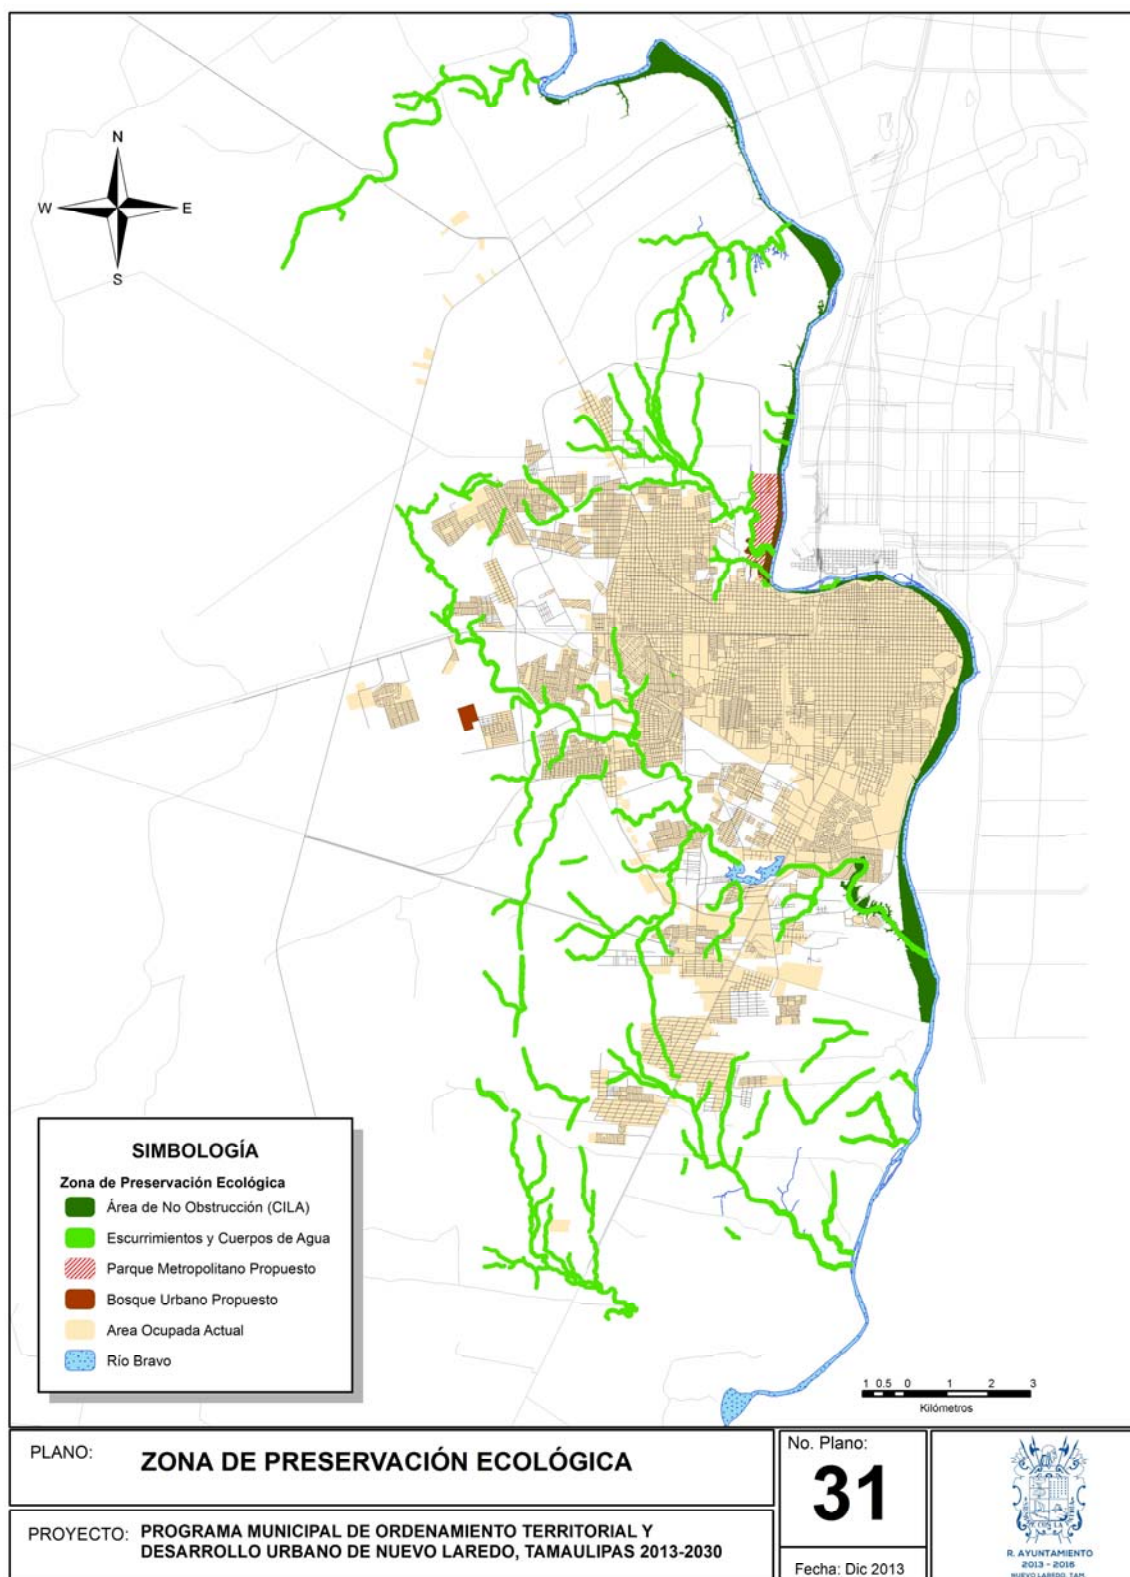 N
W
E
S
SIMBOLOGÍA
Zona de Preservación Ecológica
Área de No Obstrucción (CILA)
Escurrimientos y Cuerpos de Agua
Parque Metropolitano Propuesto
Bosque Urbano Propuesto
Area Ocupada Actual
Río Bravo
1 0.5 0 1 2 3
Kilómetros
PLANO: ZONA DE PRESERVACIÓN ECOLÓGICA
No. Plano:
31
PROYECTO: PROGRAMA MUNICIPAL DE ORDENAMIENTO TERRITORIAL Y
DESARROLLO URBANO DE NUEVO LAREDO, TAMAULIPAS 2013-2030
Fecha: Dic 2013
R. AYUNTAMIENTO
2013 - 2016
NUEVO LAREDO, TAM.